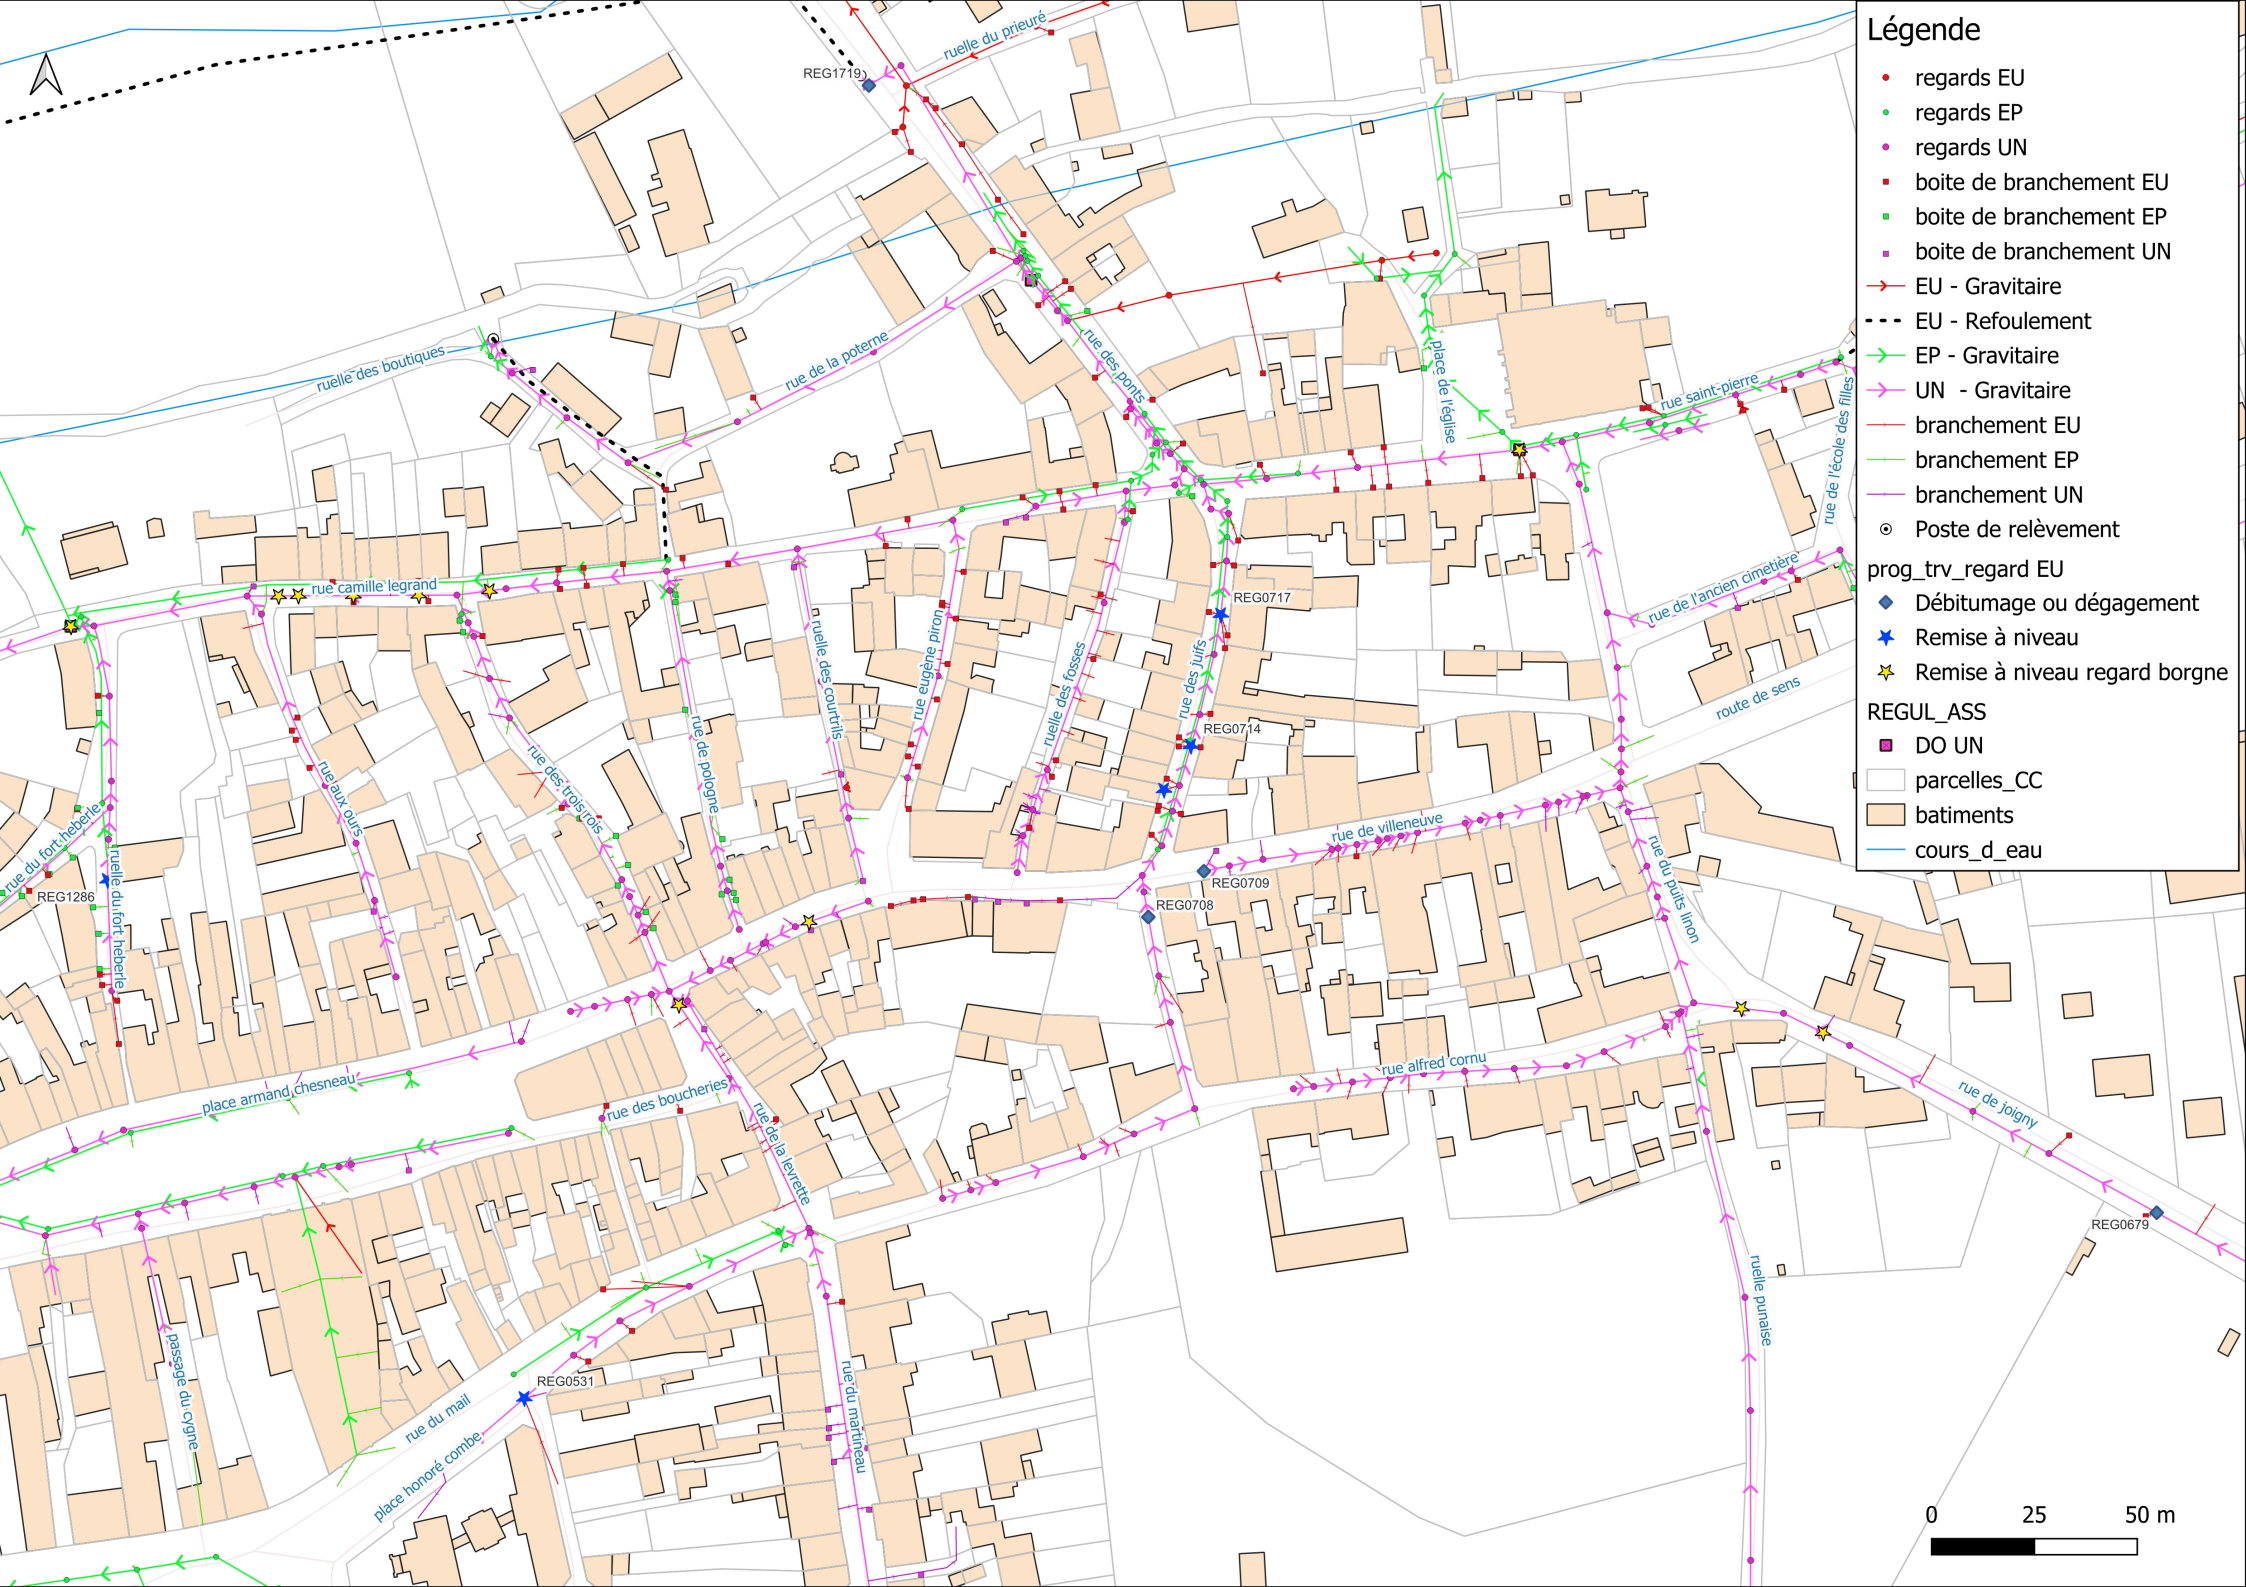 Légende
regards EU
regards EP
regards UN
boite de branchement EU
boite de branchement EP
boite de branchement UN
EU - Gravitaire
EU - Refoulement
EP - Gravitaire
UN - Gravitaire
branchement EU
branchement EP
branchement UN
Poste de relèvement
prog_trv_regard EU
Débitumage ou dégagement
Remise à niveau
Remise à niveau regard borgne
REGUL_ASS
DO UN
parcelles_CC
batiments
cours_d_eau
ruelle du prieuré
REG1719
ruelle des boutiques
rue de la poterne
rue des ponts
place de l'église
rue saint-pierre
rue de l'école des filles
rue camille legrand
rue de l'ancien cimetière
REG0717
ruelle des courtrils
rue eugène piron
ruelle des fosses
rue des juifs
route de sens
REG0714
rue de pologne
rue des trois rois
rue aux ours
rue du fort heberle
ruelle du fort heberle
REG1286
rue de villeneuve
REG0709
REG0708
rue du puits linon
rue alfred cornu
place armand chesneau
rue des boucheries
rue de la levrette
rue de joigny
REG0679
ruelle punaise
passage du cygne
REG0531
rue du mail
place honoré combe
rue du martineau
0 25 50 m